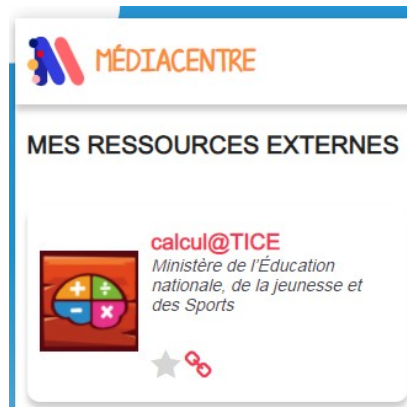 MÉDIACENTRE
MES RESSOURCES EXTERNES
calcul@TICE
Ministère de l'Éducation
nationale, de la jeunesse et
des Sports